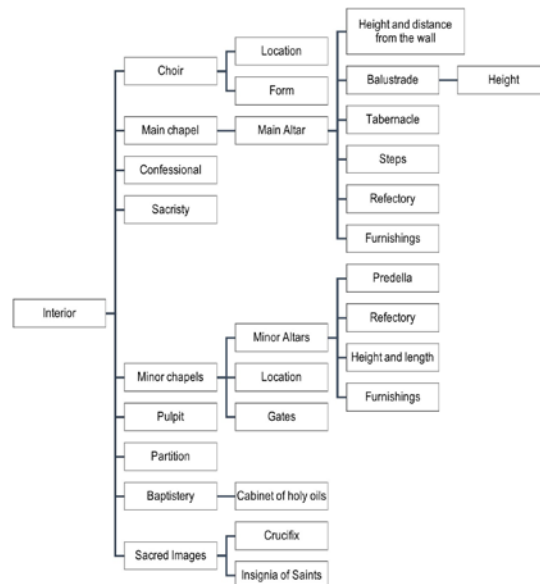 Height and distance
from the wall
Location
Choir
Balustrade
Height
Form
Tabernacle
Main chapel
Main Altar
Steps
Confessional
Refectory
Sacristy
Furnishings
Predella
Interior
Minor Altars
Refectory
Minor chapels
Location
Height and length
Pulpit
Gates
Furnishings
Partition
Baptistery
Cabinet of holy oils
Crucifix
Sacred Images
Insignia of Saints